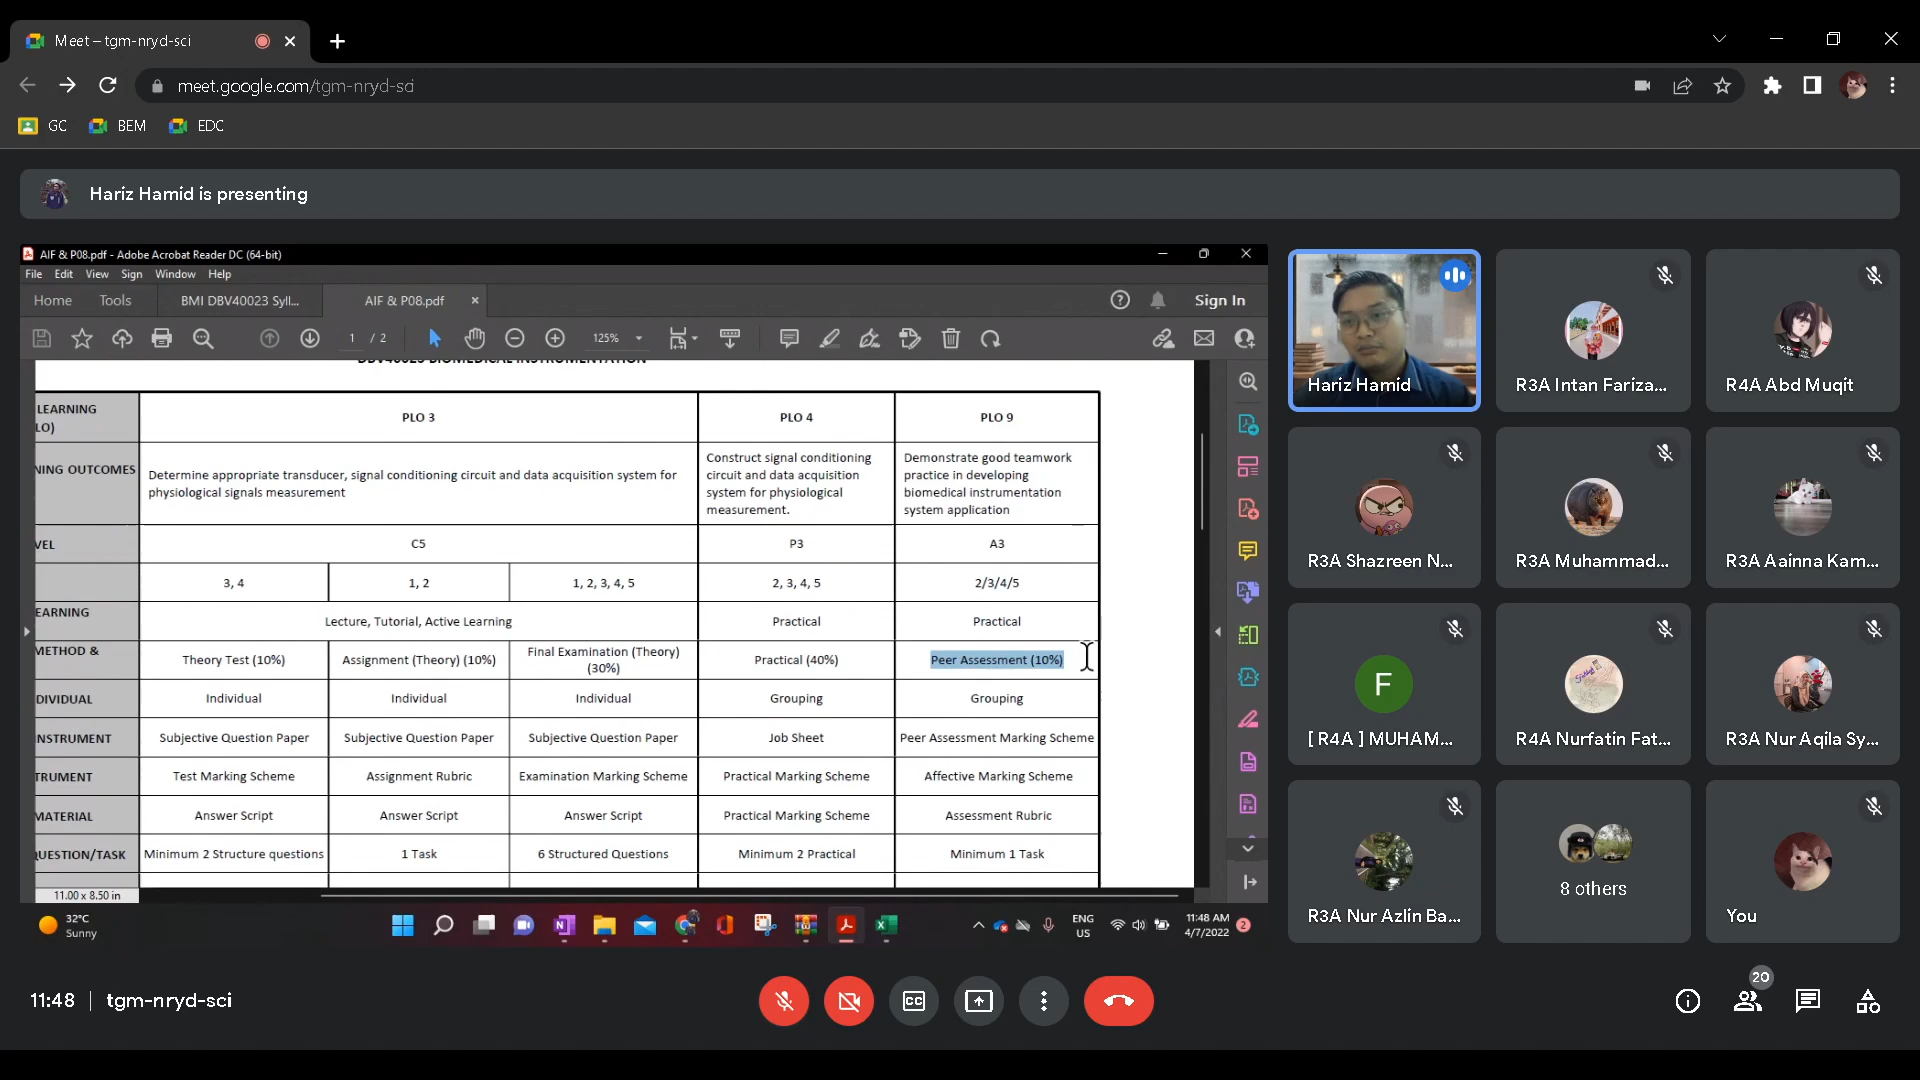 Meet – tgm-nryd-sci
meet.google.com/tgm-nryd-sci
GC
BEM
EDC
Hariz Hamid is presenting
AIF & P08.pdf - Adobe Acrobat Reader DC (64-bit)
File Edit View Sign Window Help
Home Tools BMI DBV40023 Syll... AIF & P08.pdf Sign In
1 / 2 125%
DBV40023 BIOMEDICAL INSTRUMENTATION
LEARNING
LO)
PLO 3
PLO 4
PLO 9
NING OUTCOMES
Determine appropriate transducer, signal conditioning circuit and data acquisition system for
physiological signals measurement
Construct signal conditioning
circuit and data acquisition
system for physiological
measurement.
Demonstrate good teamwork
practice in developing
biomedical instrumentation
system application
VEL C5 P3 A3
3, 4 1, 2 1, 2, 3, 4, 5 2, 3, 4, 5 2/3/4/5
EARNING Lecture, Tutorial, Active Learning Practical Practical
METHOD & Theory Test (10%) Assignment (Theory) (10%) Final Examination (Theory)
(30%) Practical (40%) Peer Assessment (10%)
DIVIDUAL Individual Individual Individual Grouping Grouping
INSTRUMENT Subjective Question Paper Subjective Question Paper Subjective Question Paper Job Sheet Peer Assessment Marking Scheme
TRUMENT Test Marking Scheme Assignment Rubric Examination Marking Scheme Practical Marking Scheme Affective Marking Scheme
MATERIAL Answer Script Answer Script Answer Script Practical Marking Scheme Assessment Rubric
QUESTION/TASK Minimum 2 Structure questions 1 Task 6 Structured Questions Minimum 2 Practical Minimum 1 Task
11.00 x 8.50 in
32°C
Sunny
ENG
US
11:48 AM
4/7/2022
2
Hariz Hamid
R3A Intan Fariza...
R4A Abd Muqit
R3A Shazreen N...
R3A Muhammad...
R3A Aainna Kam...
F
[ R4A ] MUHAM...
R4A Nurfatin Fat...
R3A Nur Aqila Sy...
R3A Nur Azlin Ba...
8 others
You
11:48 | tgm-nryd-sci
CC
20